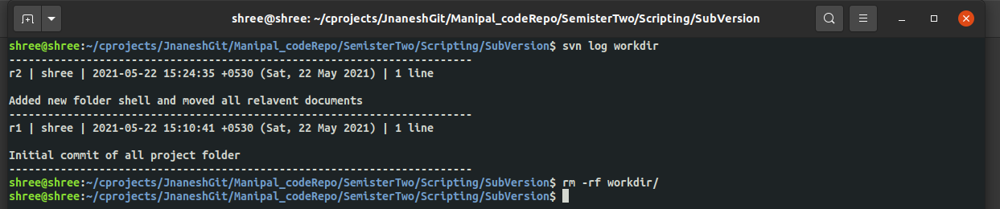 shree@shree: ~/cprojects/JnaneshGit/Manipal_codeRepo/SemisterTwo/Scripting/SubVersion
shree@shree:~/cprojects/JnaneshGit/Manipal_codeRepo/SemisterTwo/Scripting/SubVersion$ svn log workdir
------------------------------------------------------------------------
r2 | shree | 2021-05-22 15:24:35 +0530 (Sat, 22 May 2021) | 1 line
Added new folder shell and moved all relavent documents
------------------------------------------------------------------------
r1 | shree | 2021-05-22 15:10:41 +0530 (Sat, 22 May 2021) | 1 line
Initial commit of all project folder
------------------------------------------------------------------------
shree@shree:~/cprojects/JnaneshGit/Manipal_codeRepo/SemisterTwo/Scripting/SubVersion$ rm -rf workdir/
shree@shree:~/cprojects/JnaneshGit/Manipal_codeRepo/SemisterTwo/Scripting/SubVersion$